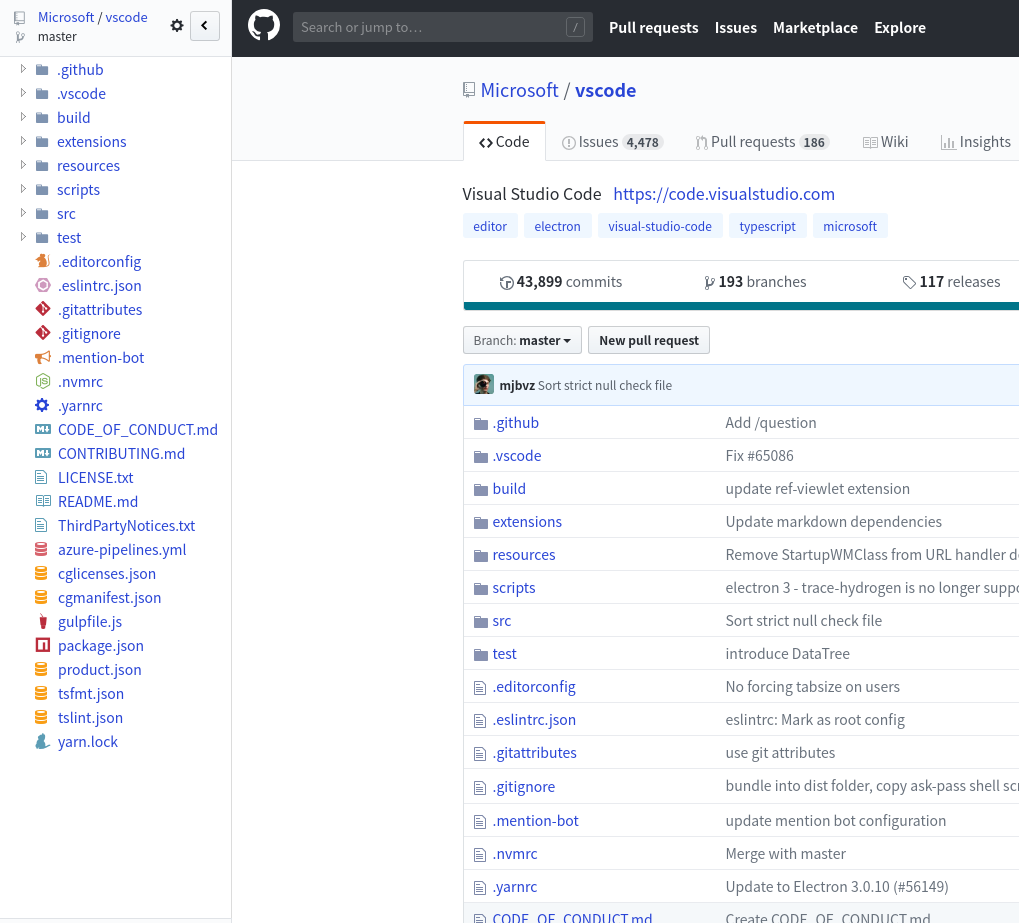 Microsoft / vscode
master
.github
.vscode
build
extensions
resources
scripts
src
test
.editorconfig
.eslintrc.json
.gitattributes
.gitignore
.mention-bot
.nvmrc
.yarnrc
CODE_OF_CONDUCT.md
CONTRIBUTING.md
LICENSE.txt
README.md
ThirdPartyNotices.txt
azure-pipelines.yml
cglicenses.json
cgmanifest.json
gulpfile.js
package.json
product.json
tsfmt.json
tslint.json
yarn.lock
Search or jump to… / Pull requests Issues Marketplace Explore
Microsoft / vscode
Code Issues 4,478 Pull requests 186 Wiki Insights
Visual Studio Code https://code.visualstudio.com
editor electron visual-studio-code typescript microsoft
43,899 commits 193 branches 117 releases
Branch: master New pull request
mjbvz Sort strict null check file
.github Add /question
.vscode Fix #65086
build update ref-viewlet extension
extensions Update markdown dependencies
resources Remove StartupWMClass from URL handler
scripts electron 3 - trace-hydrogen is no longer
src Sort strict null check file
test introduce DataTree
.editorconfig No forcing tabsize on users
.eslintrc.json eslintrc: Mark as root config
.gitattributes use git attributes
.gitignore bundle into dist folder, copy ask-pass shell
.mention-bot update mention bot configuration
.nvmrc Merge with master
.yarnrc Update to Electron 3.0.10 (#56149)
CODE_OF_CONDUCT.md Create CODE_OF_CONDUCT.md